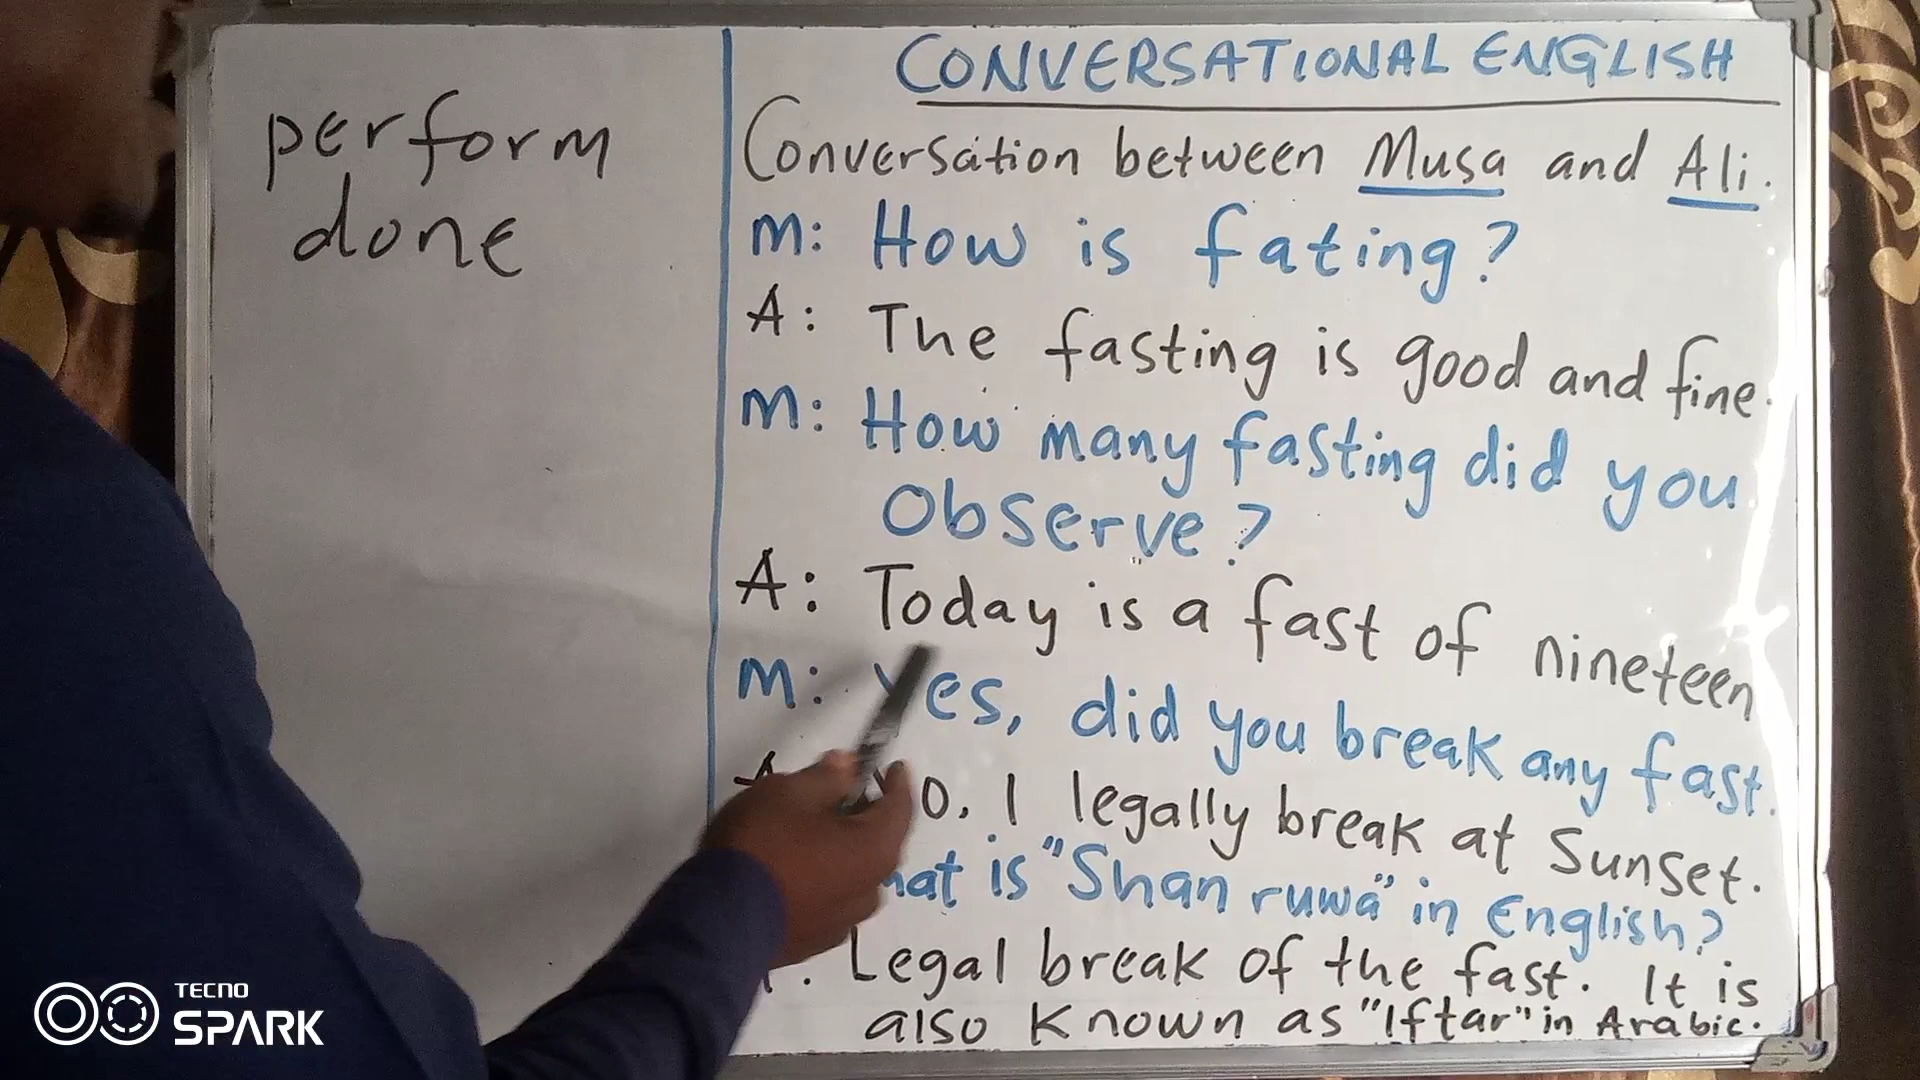 perform
done
CONVERSATIONAL ENGLISH
Conversation between Musa and Ali.
M: How is fating?
A: The fasting is good and fine.
M: How many fasting did you
Observe?
A: Today is a fast of nineteen
M: Yes, did you break any fast.
I legally break at Sunset.
is "Shan ruwa" in English?
Legal break of the fast. It is
also known as "Iftar" in Arabic.
TECNO
SPARK